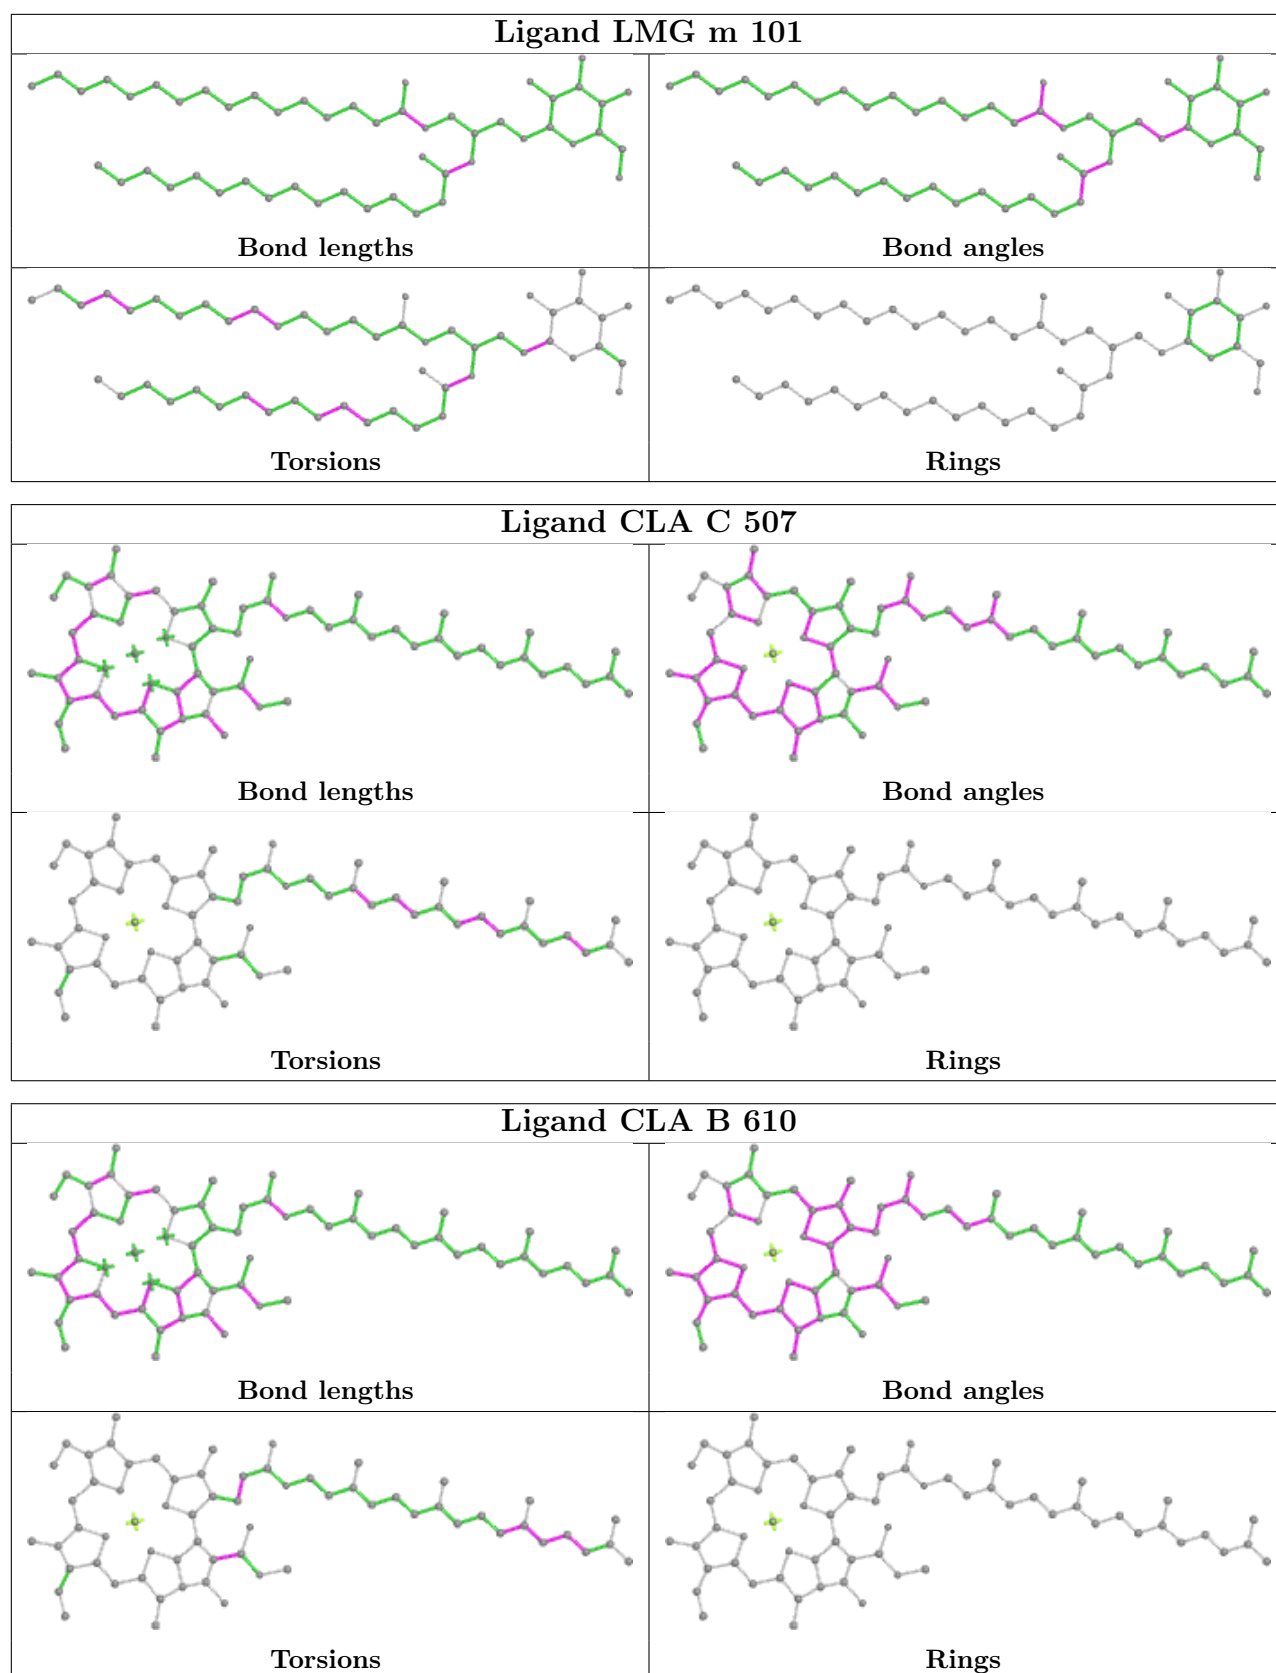 Ligand LMG m 101
Bond lengths
Bond angles
Torsions
Rings
Ligand CLA C 507
Bond lengths
Bond angles
Torsions
Rings
Ligand CLA B 610
Bond lengths
Bond angles
Torsions
Rings